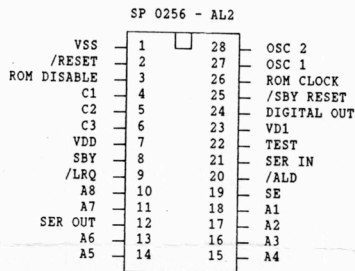 SP 0256 - AL2
VSS 1 28 OSC 2
/RESET 2 27 OSC 1
ROM DISABLE 3 26 ROM CLOCK
C1 4 25 /SBY RESET
C2 5 24 DIGITAL OUT
C3 6 23 VD1
VDD 7 22 TEST
SBY 8 21 SER IN
/LRQ 9 20 /ALD
A8 10 19 SE
A7 11 18 A1
SER OUT 12 17 A2
A6 13 16 A3
A5 14 15 A4